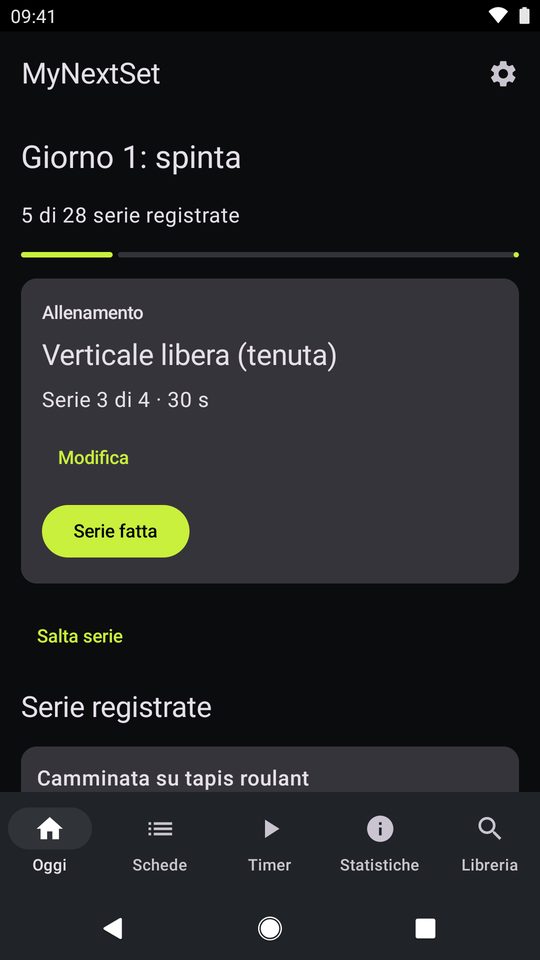 09:41
MyNextSet
Giorno 1: spinta
5 di 28 serie registrate
Allenamento
Verticale libera (tenuta)
Serie 3 di 4 · 30 s
Modifica
Serie fatta
Salta serie
Serie registrate
Camminata su tapis roulant
Oggi
Schede
Timer
Statistiche
Libreria